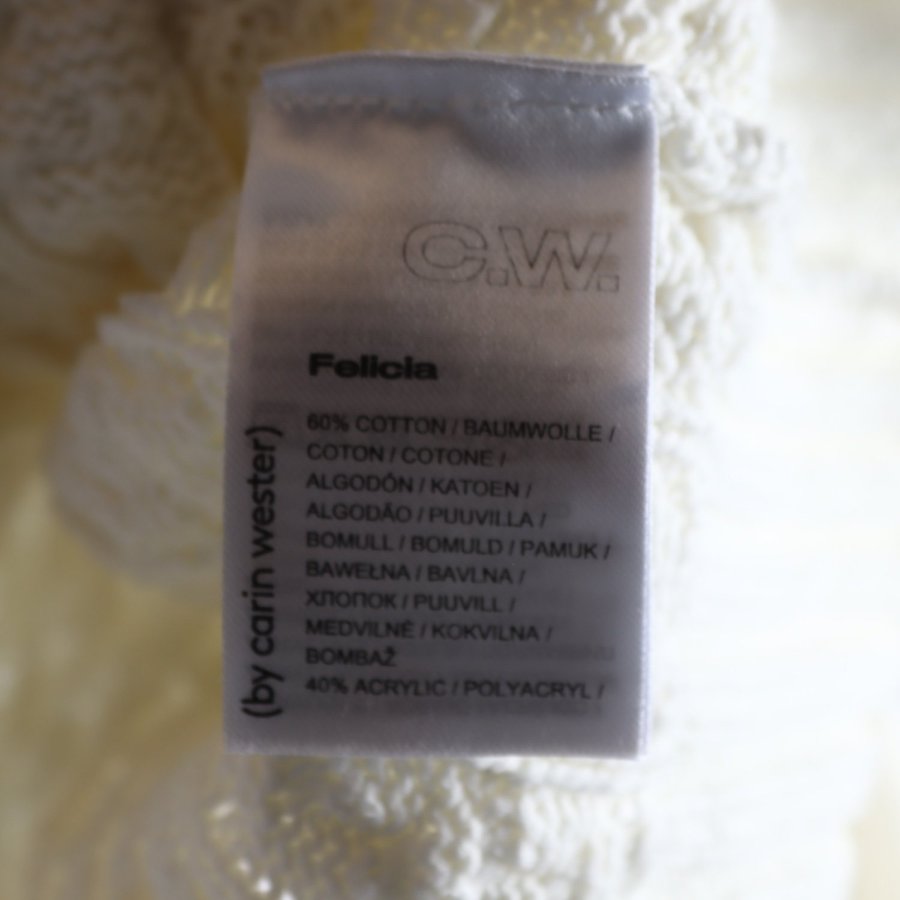 C.W.
Felicia
60% COTTON / BAUMWOLLE /
COTON / COTONE /
ALGODÓN / KATOEN /
ALGODÃO / PUUVILLA /
BOMULL / BOMULD / PAMUK /
BAWEŁNA / BAVLNA /
ХЛОПОК / PUUVILL /
MEDVILNĖ / KOKVILNA /
BOMBAŽ
40% ACRYLIC / POLYACRYL /
(by carin wester)